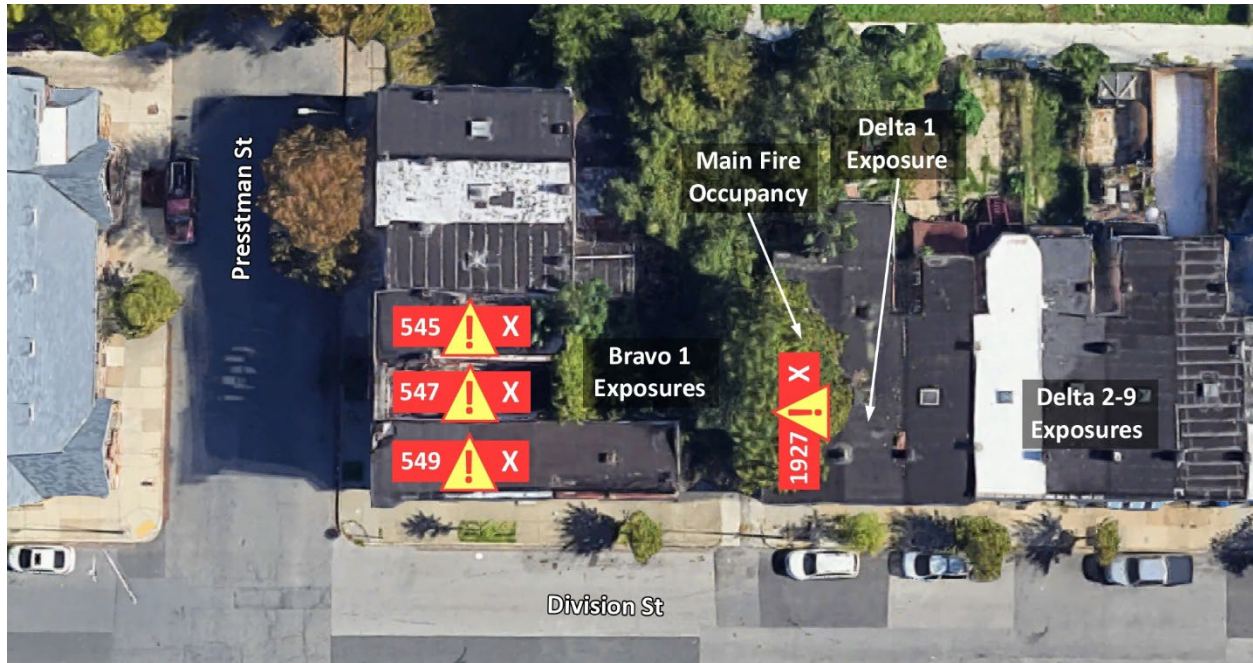 Presstman St
Main Fire
Occupancy
Delta 1
Exposure
545 ! X
547 ! X
549 ! X
Bravo 1
Exposures
1927 ! X
Delta 2-9
Exposures
Division St